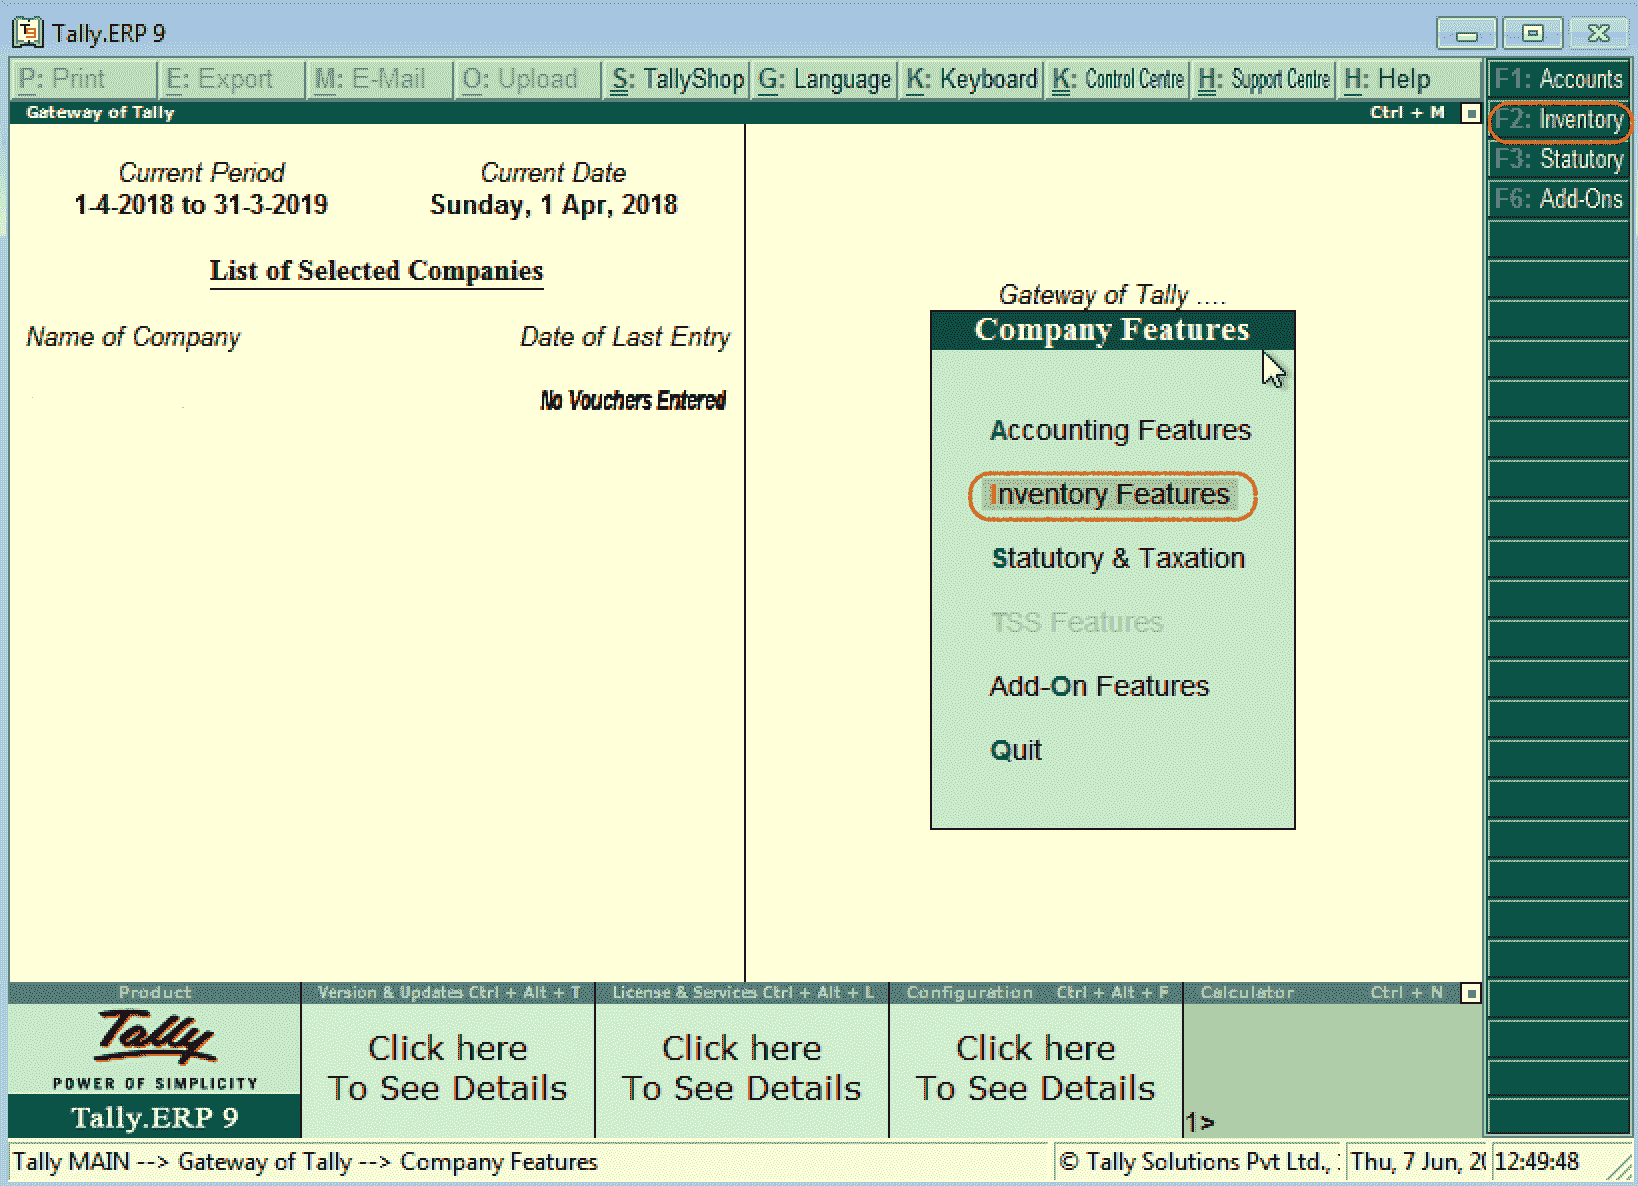 Tally.ERP 9
P: Print E: Export M: E-Mail O: Upload S: TallyShop G: Language K: Keyboard K: Control Centre H: Support Centre H: Help
F1: Accounts
F2: Inventory
F3: Statutory
F6: Add-Ons
Gateway of Tally Ctrl + M
Current Period Current Date
1-4-2018 to 31-3-2019 Sunday, 1 Apr, 2018
List of Selected Companies
Name of Company Date of Last Entry
No Vouchers Entered
Gateway of Tally ....
Company Features
Accounting Features
Inventory Features
Statutory & Taxation
TSS Features
Add-On Features
Quit
Product Version & Updates Ctrl + Alt + T License & Services Ctrl + Alt + L Configuration Ctrl + Alt + F Calculator Ctrl + N
Tally
POWER OF SIMPLICITY
Tally.ERP 9
Click here
To See Details
Click here
To See Details
Click here
To See Details
1>
Tally MAIN --> Gateway of Tally --> Company Features © Tally Solutions Pvt Ltd., Thu, 7 Jun, 12:49:48